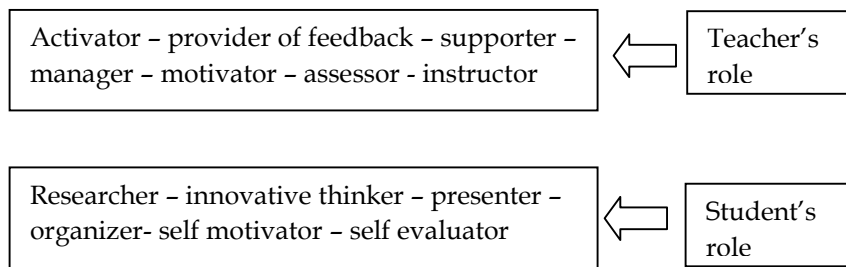 Activator – provider of feedback – supporter –
manager – motivator – assessor - instructor
Teacher’s
role
Researcher – innovative thinker – presenter –
organizer- self motivator – self evaluator
Student’s
role